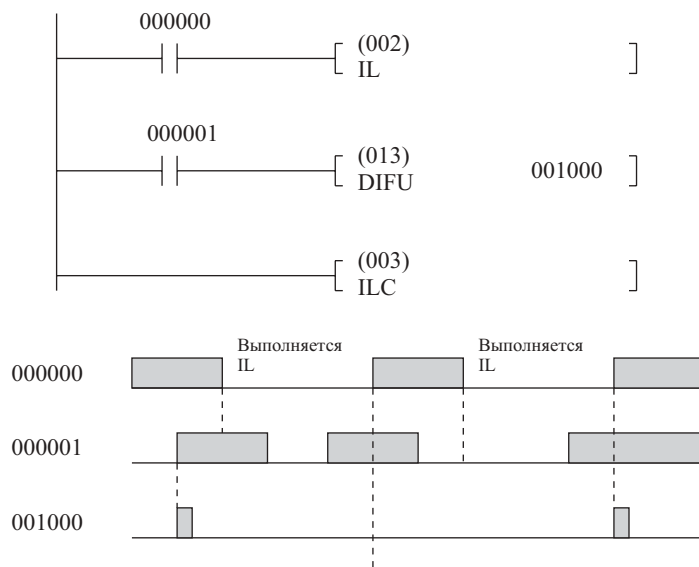 000000
(002)
IL
000001
(013)
DIFU 001000
(003)
ILC
Выполняется
IL
Выполняется
IL
000000
000001
001000